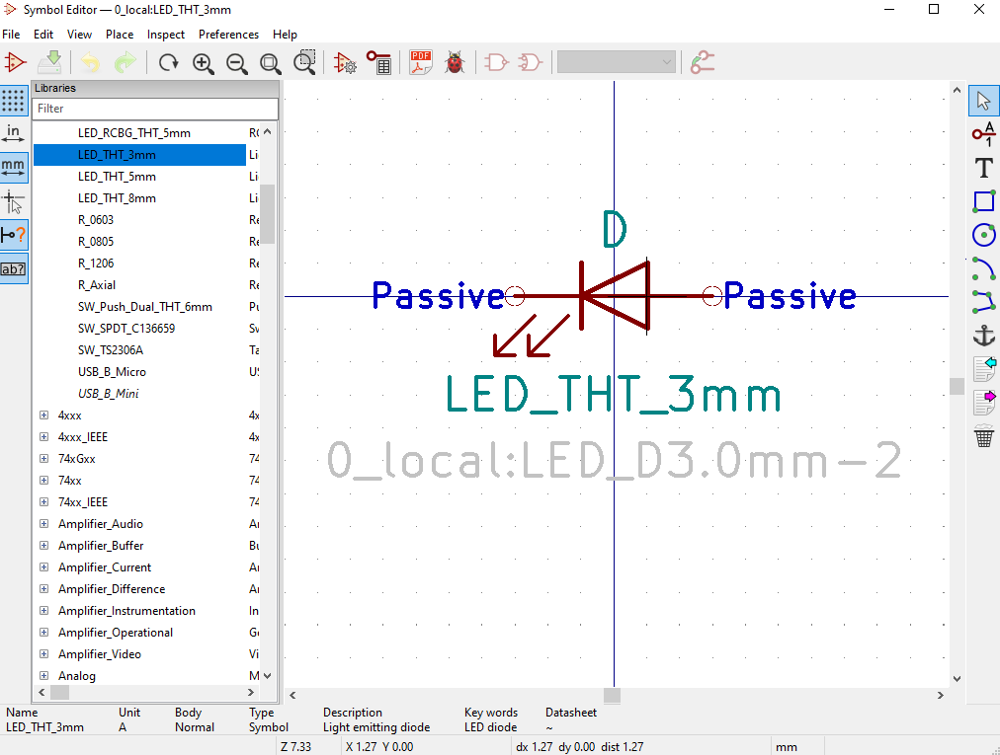 Symbol Editor — 0_local:LED_THT_3mm
File Edit View Place Inspect Preferences Help
PDF
Libraries
Filter
in
mm
ab?
A
1
T
LED_RCBG_THT_5mm RC
LED_THT_3mm Li
LED_THT_5mm Li
LED_THT_8mm Li
R_0603 Re
R_0805 Re
R_1206 Re
R_Axial Re
SW_Push_Dual_THT_6mm Pu
SW_SPDT_C136659 Sw
SW_TS2306A Ta
USB_B_Micro US
USB_B_Mini
4xxx 4x
4xxx_IEEE 4x
74xGxx 74
74xx 74
74xx_IEEE 74
Amplifier_Audio Ar
Amplifier_Buffer Bu
Amplifier_Current Ar
Amplifier_Difference Ar
Amplifier_Instrumentation In
Amplifier_Operational Ge
Amplifier_Video Vi
Analog M
D
Passive Passive
LED_THT_3mm
0_local:LED_D3.0mm-2
Name Unit Body Type Description Key words Datasheet
LED_THT_3mm A Normal Symbol Light emitting diode LED diode ~
Z 7.33 X 1.27 Y 0.00 dx 1.27 dy 0.00 dist 1.27 mm